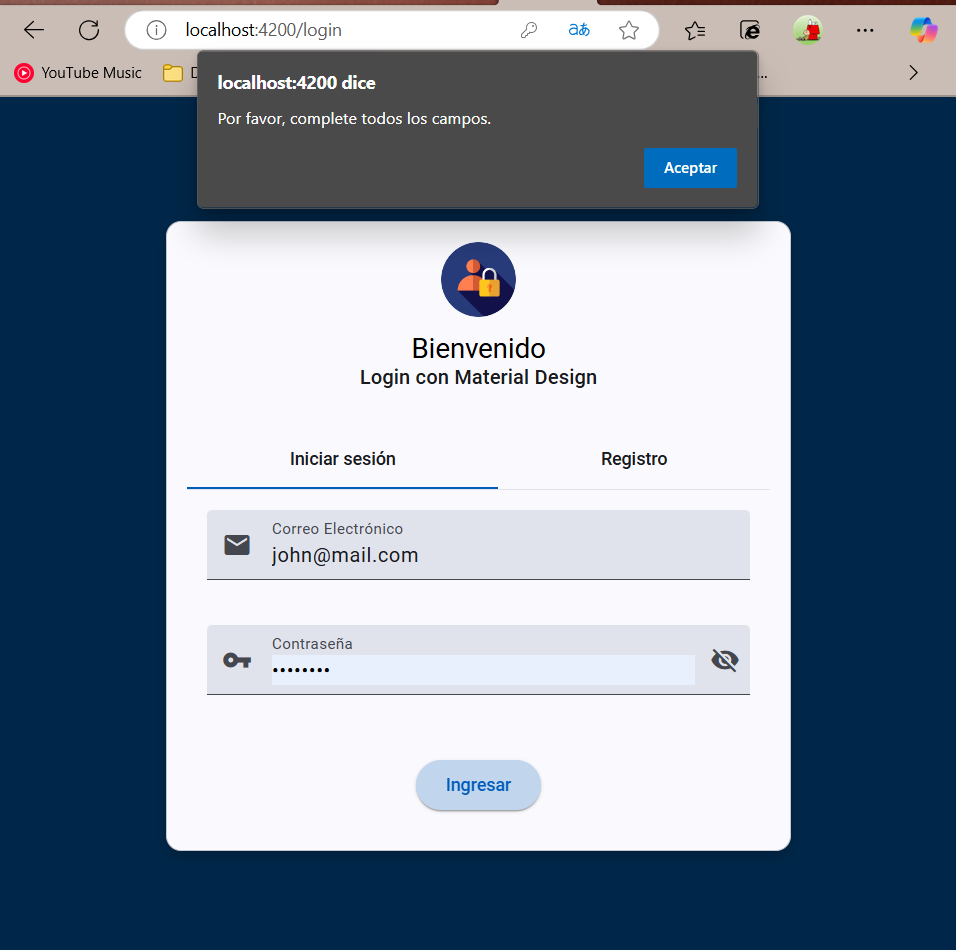 localhost:4200/login
YouTube Music
localhost:4200 dice
Por favor, complete todos los campos.
Aceptar
Bienvenido
Login con Material Design
Iniciar sesión
Registro
Correo Electrónico
john@mail.com
Contraseña
Ingresar